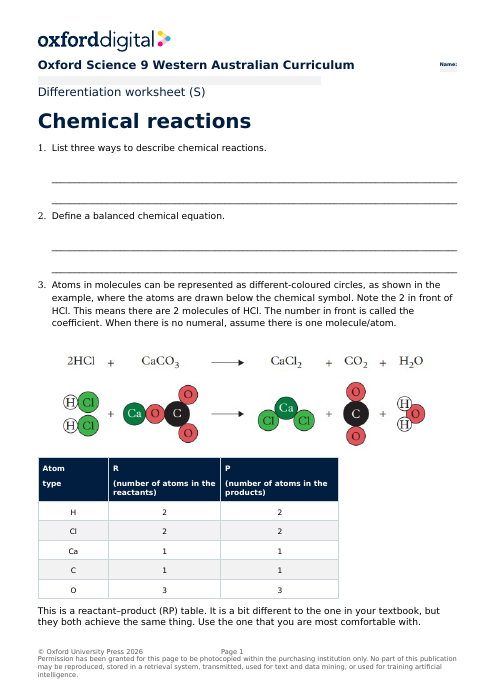 oxforddigital
Oxford Science 9 Western Australian Curriculum
Name:
Differentiation worksheet (S)
Chemical reactions
1. List three ways to describe chemical reactions.
2. Define a balanced chemical equation.
3. Atoms in molecules can be represented as different-coloured circles, as shown in the
example, where the atoms are drawn below the chemical symbol. Note the 2 in front of
HCl. This means there are 2 molecules of HCl. The number in front is called the
coefficient. When there is no numeral, assume there is one molecule/atom.
2HCl + CaCO₃ → CaCl₂ + CO₂ + H₂O
H Cl + Ca O C O O → Ca Cl Cl + O C O + H O H
H Cl
Atom type R (number of atoms in the reactants) P (number of atoms in the products)
H 2 2
Cl 2 2
Ca 1 1
C 1 1
O 3 3
This is a reactant–product (RP) table. It is a bit different to the one in your textbook, but
they both achieve the same thing. Use the one that you are most comfortable with.
© Oxford University Press 2026 Page 1
Permission has been granted for this page to be photocopied within the purchasing institution only. No part of this publication
may be reproduced, stored in a retrieval system, transmitted, used for text and data mining, or used for training artificial
intelligence.